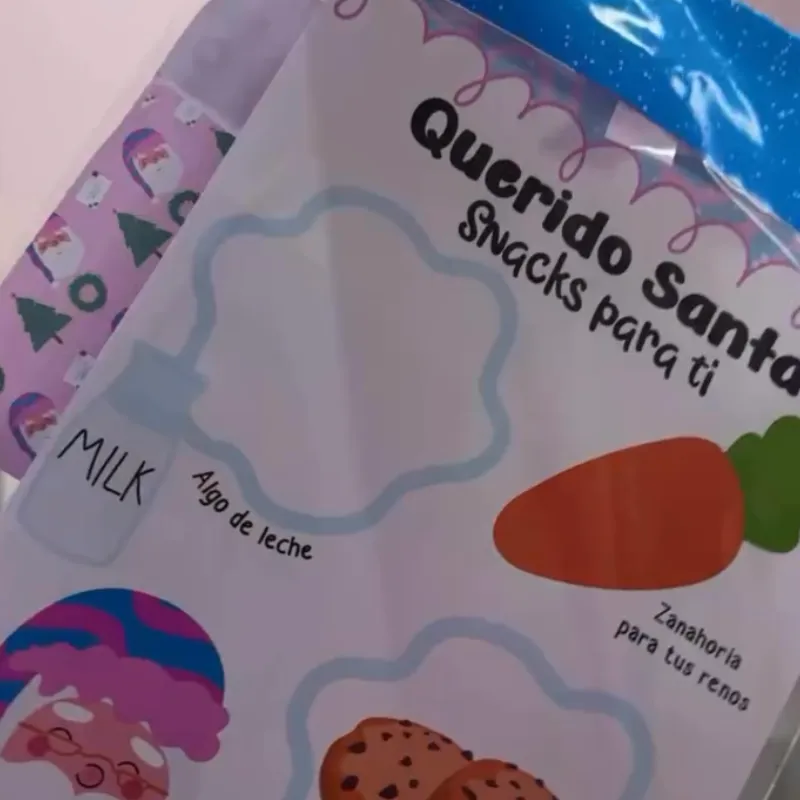 Querido Santa
Snacks para ti
MILK
Algo de leche
Zanahoria
para tus renos